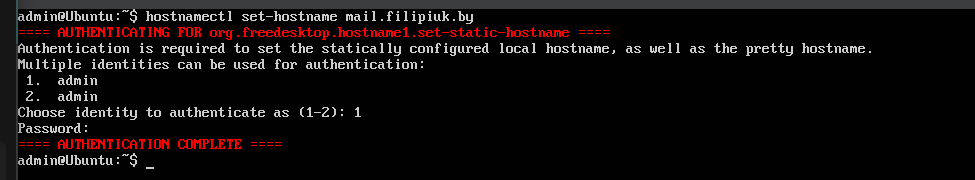 admin@Ubuntu:~$ hostnamectl set-hostname mail.filipiuk.by
==== AUTHENTICATING FOR org.freedesktop.hostname1.set-static-hostname ====
Authentication is required to set the statically configured local hostname, as well as the pretty hostname.
Multiple identities can be used for authentication:
 1.  admin
 2.  admin
Choose identity to authenticate as (1-2): 1
Password:
==== AUTHENTICATION COMPLETE ====
admin@Ubuntu:~$ _